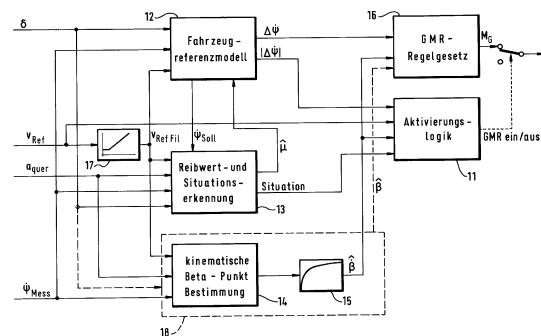 12
16
δ
Fahrzeug-
referenzmodell
Δψ̇
|Δψ̇|
GMR-
Regelgesetz
M_G
v_Ref
17
v_Ref Fil
ψ̇_Soll
μ̂
Aktivierungs-
logik
GMR ein/aus
11
a_quer
Reibwert-und
Situations-
erkennung
Situation
13
β̂
kinematische
Beta-Punkt
Bestimmung
β̂
ψ̇_Mess
14
15
18